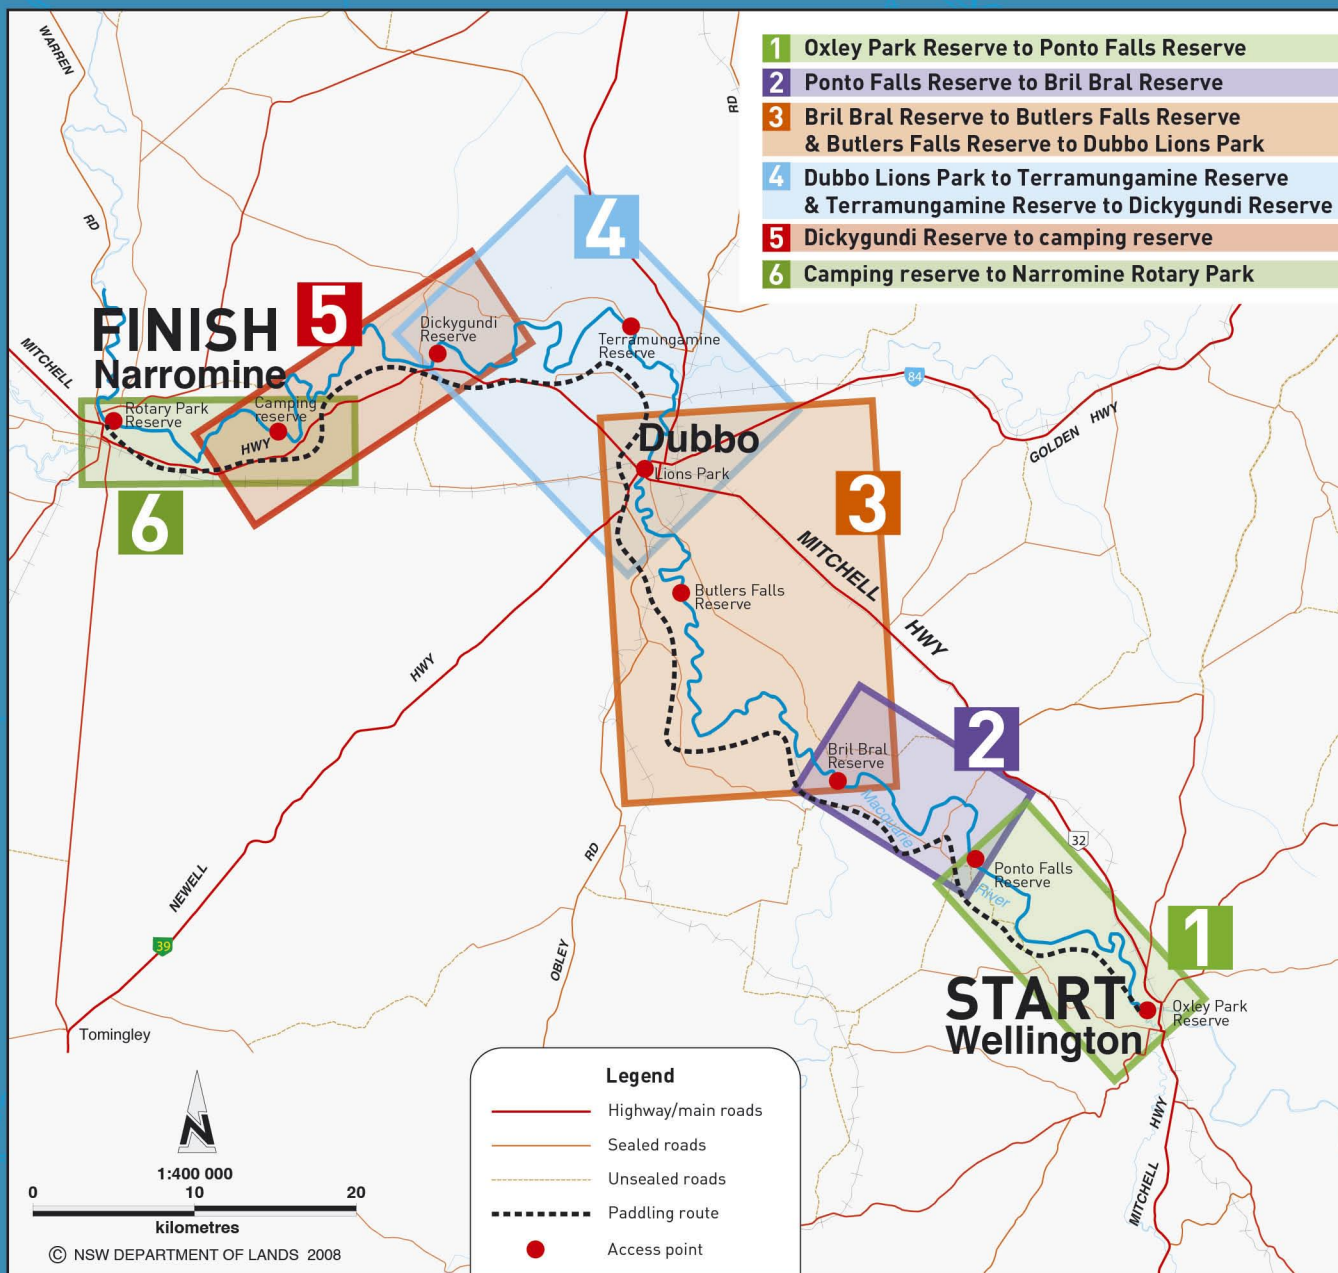 1 Oxley Park Reserve to Ponto Falls Reserve
2 Ponto Falls Reserve to Bril Bral Reserve
3 Bril Bral Reserve to Butlers Falls Reserve
& Butlers Falls Reserve to Dubbo Lions Park
4 Dubbo Lions Park to Terramungamine Reserve
& Terramungamine Reserve to Dickygundi Reserve
5 Dickygundi Reserve to camping reserve
6 Camping reserve to Narromine Rotary Park
WARREN
RD
RD
4
5
FINISH
Narromine
MITCHELL
Dickygundi
Reserve
Terramungamine
Reserve
84
GOLDEN HWY
Rotary Park
Reserve
Camping
reserve
HWY
6
Dubbo
Lions Park
3
MITCHELL
HWY
Butlers Falls
Reserve
HWY
NEWELL
39
2
Bril Bral
Reserve
Macquarie
River
32
Ponto Falls
Reserve
RD
OBLEY
1
START
Wellington
Oxley Park
Reserve
Tomingley
HWY
MITCHELL
N
1:400 000
0 10 20
kilometres
© NSW DEPARTMENT OF LANDS 2008
Legend
Highway/main roads
Sealed roads
Unsealed roads
Paddling route
Access point